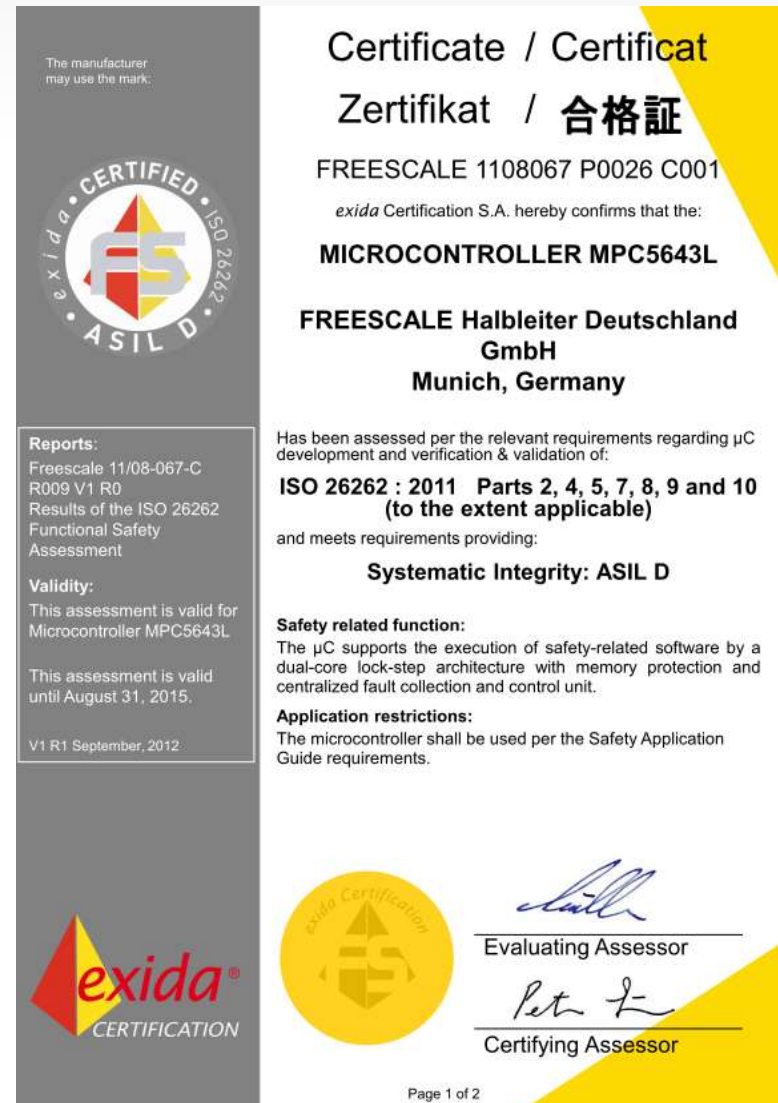 The manufacturer
may use the mark:
exida • CERTIFIED • ISO 26262 • ASIL D •
FS
Reports:
Freescale 11/08-067-C
R009 V1 R0
Results of the ISO 26262
Functional Safety
Assessment
Validity:
This assessment is valid for
Microcontroller MPC5643L
This assessment is valid
until August 31, 2015.
V1 R1 September, 2012
exida®
CERTIFICATION
Certificate / Certificat
Zertifikat / 合格証
FREESCALE 1108067 P0026 C001
exida Certification S.A. hereby confirms that the:
MICROCONTROLLER MPC5643L
FREESCALE Halbleiter Deutschland
GmbH
Munich, Germany
Has been assessed per the relevant requirements regarding µC
development and verification & validation of:
ISO 26262 : 2011 Parts 2, 4, 5, 7, 8, 9 and 10
(to the extent applicable)
and meets requirements providing:
Systematic Integrity: ASIL D
Safety related function:
The µC supports the execution of safety-related software by a
dual-core lock-step architecture with memory protection and
centralized fault collection and control unit.
Application restrictions:
The microcontroller shall be used per the Safety Application
Guide requirements.
exida Certification
FS
Evaluating Assessor
Certifying Assessor
Page 1 of 2